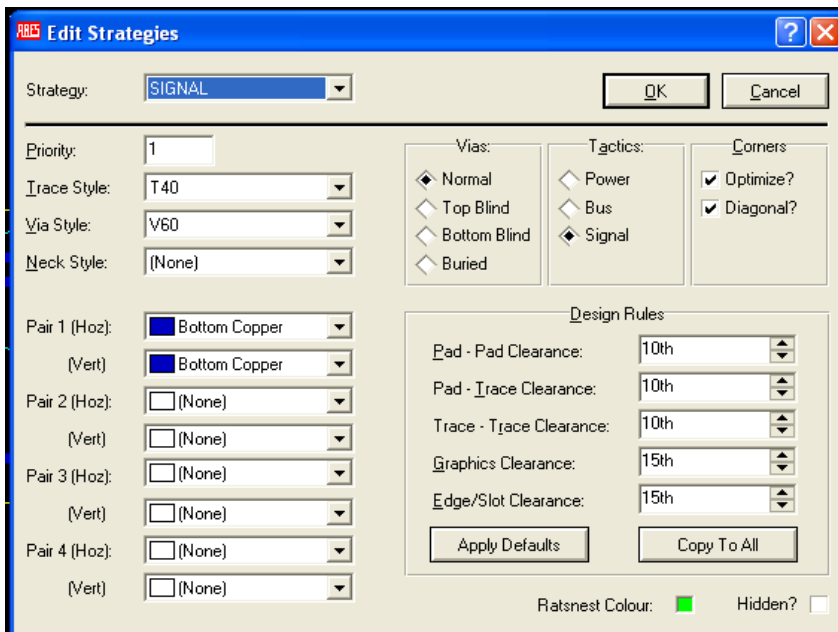 ARES Edit Strategies
Strategy: SIGNAL OK Cancel
Priority: 1
Trace Style: T40
Via Style: V60
Neck Style: (None)
Vias:
Normal
Top Blind
Bottom Blind
Buried
Tactics:
Power
Bus
Signal
Corners
Optimize?
Diagonal?
Pair 1 (Hoz): Bottom Copper
(Vert) Bottom Copper
Pair 2 (Hoz): (None)
(Vert) (None)
Pair 3 (Hoz): (None)
(Vert) (None)
Pair 4 (Hoz): (None)
(Vert) (None)
Design Rules
Pad - Pad Clearance: 10th
Pad - Trace Clearance: 10th
Trace - Trace Clearance: 10th
Graphics Clearance: 15th
Edge/Slot Clearance: 15th
Apply Defaults Copy To All
Ratsnest Colour: Hidden?